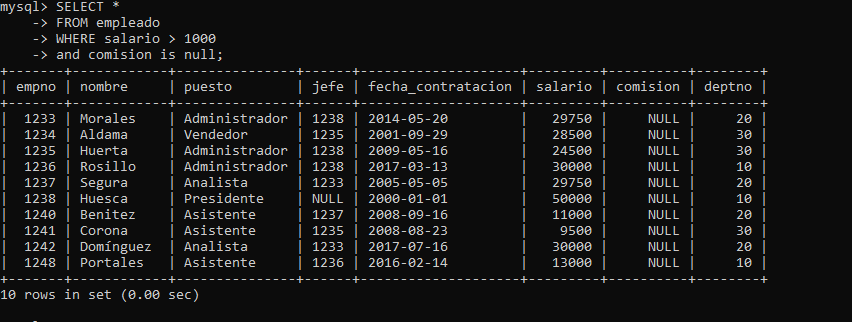 mysql> SELECT *
    -> FROM empleado
    -> WHERE salario > 1000
    -> and comision is null;
+-------+-----------+---------------+------+--------------------+---------+----------+--------+
| empno | nombre    | puesto        | jefe | fecha_contratacion | salario | comision | deptno |
+-------+-----------+---------------+------+--------------------+---------+----------+--------+
|  1233 | Morales   | Administrador | 1238 | 2014-05-20         |   29750 |     NULL |     20 |
|  1234 | Aldama    | Vendedor      | 1235 | 2001-09-29         |   28500 |     NULL |     30 |
|  1235 | Huerta    | Administrador | 1238 | 2009-05-16         |   24500 |     NULL |     30 |
|  1236 | Rosillo   | Administrador | 1238 | 2017-03-13         |   30000 |     NULL |     10 |
|  1237 | Segura    | Analista      | 1233 | 2005-05-05         |   29750 |     NULL |     20 |
|  1238 | Huesca    | Presidente    | NULL | 2000-01-01         |   50000 |     NULL |     10 |
|  1240 | Benitez   | Asistente     | 1237 | 2008-09-16         |   11000 |     NULL |     20 |
|  1241 | Corona    | Asistente     | 1235 | 2008-08-23         |    9500 |     NULL |     30 |
|  1242 | Domínguez | Analista      | 1233 | 2017-07-16         |   30000 |     NULL |     20 |
|  1248 | Portales  | Asistente     | 1236 | 2016-02-14         |   13000 |     NULL |     10 |
+-------+-----------+---------------+------+--------------------+---------+----------+--------+
10 rows in set (0.00 sec)